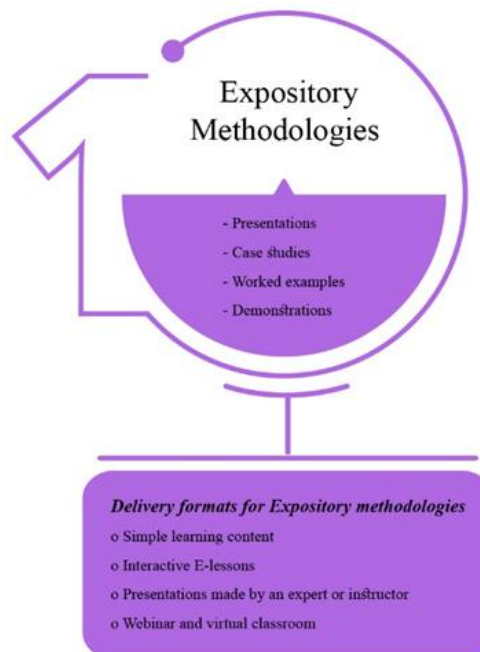 1
Expository
Methodologies
- Presentations
- Case studies
- Worked examples
- Demonstrations
Delivery formats for Expository methodologies
o Simple learning content
o Interactive E-lessons
o Presentations made by an expert or instructor
o Webinar and virtual classroom